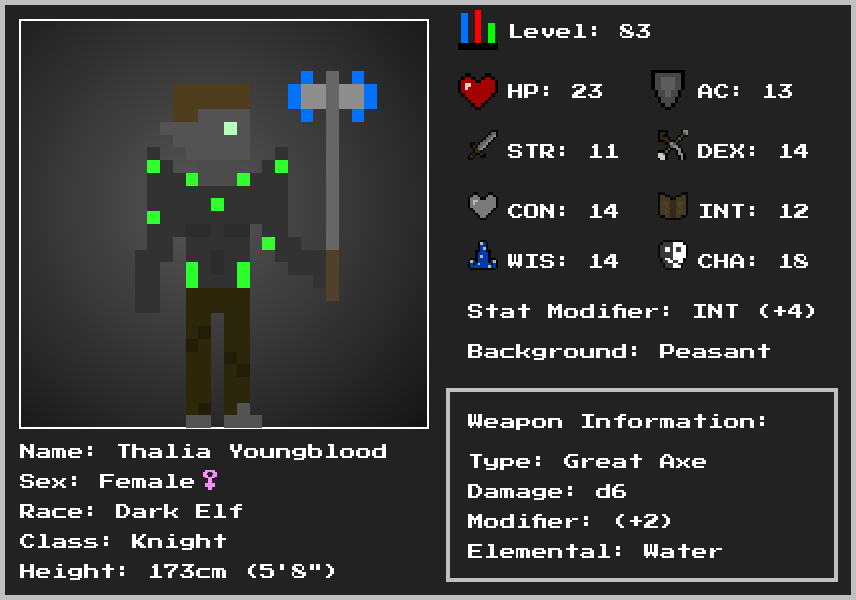 Level: 83
HP: 23
AC: 13
STR: 11
DEX: 14
CON: 14
INT: 12
WIS: 14
CHA: 18
Stat Modifier: INT (+4)
Background: Peasant
Weapon Information:
Type: Great Axe
Damage: d6
Modifier: (+2)
Elemental: Water
Name: Thalia Youngblood
Sex: Female♀
Race: Dark Elf
Class: Knight
Height: 173cm (5'8")